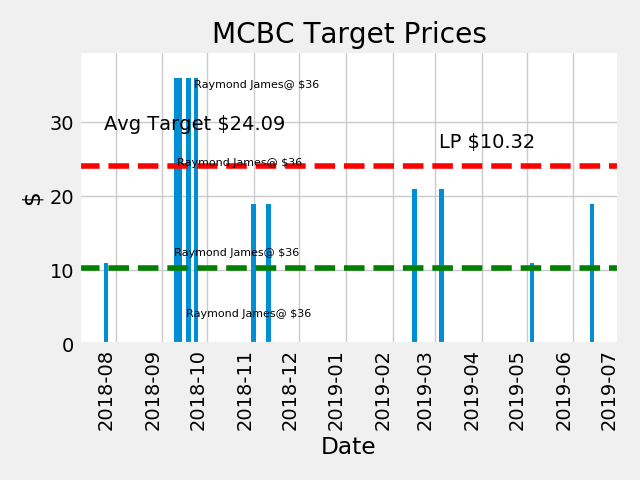 MCBC Target Prices
Raymond James@ $36
Avg Target $24.09
LP $10.32
Raymond James@ $36
Raymond James@ $36
Raymond James@ $36
$
30
20
10
0
2018-08
2018-09
2018-10
2018-11
2018-12
2019-01
2019-02
2019-03
2019-04
2019-05
2019-06
2019-07
Date